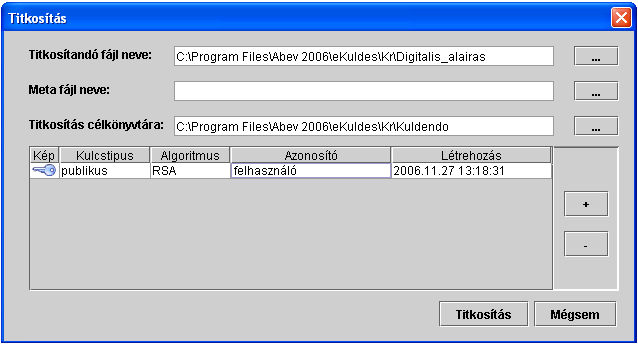 Titkosítás
Titkosítandó fájl neve: C:\Program Files\Abev 2006\eKuldes\Kr\Digitalis_alairas ...
Meta fájl neve: ...
Titkosítás célkönyvtára: C:\Program Files\Abev 2006\eKuldes\Kr\Kuldendo ...
Kép Kulcstipus Algoritmus Azonosító Létrehozás
publikus RSA felhasználó 2006.11.27 13:18:31
+
-
Titkosítás Mégsem